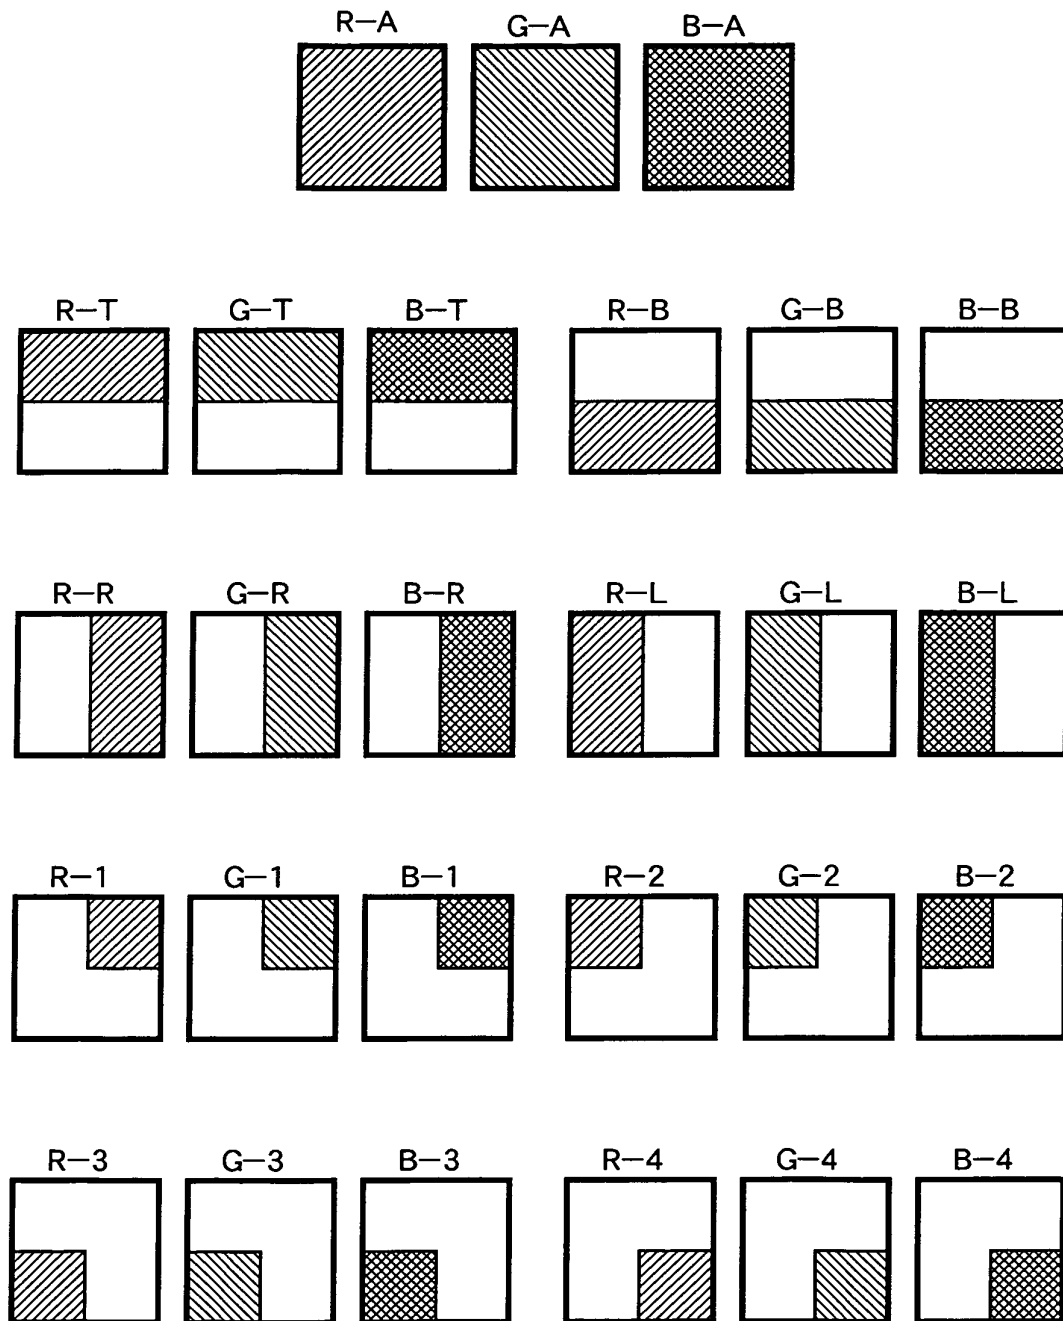 R–A G–A B–A
R–T G–T B–T R–B G–B B–B
R–R G–R B–R R–L G–L B–L
R–1 G–1 B–1 R–2 G–2 B–2
R–3 G–3 B–3 R–4 G–4 B–4